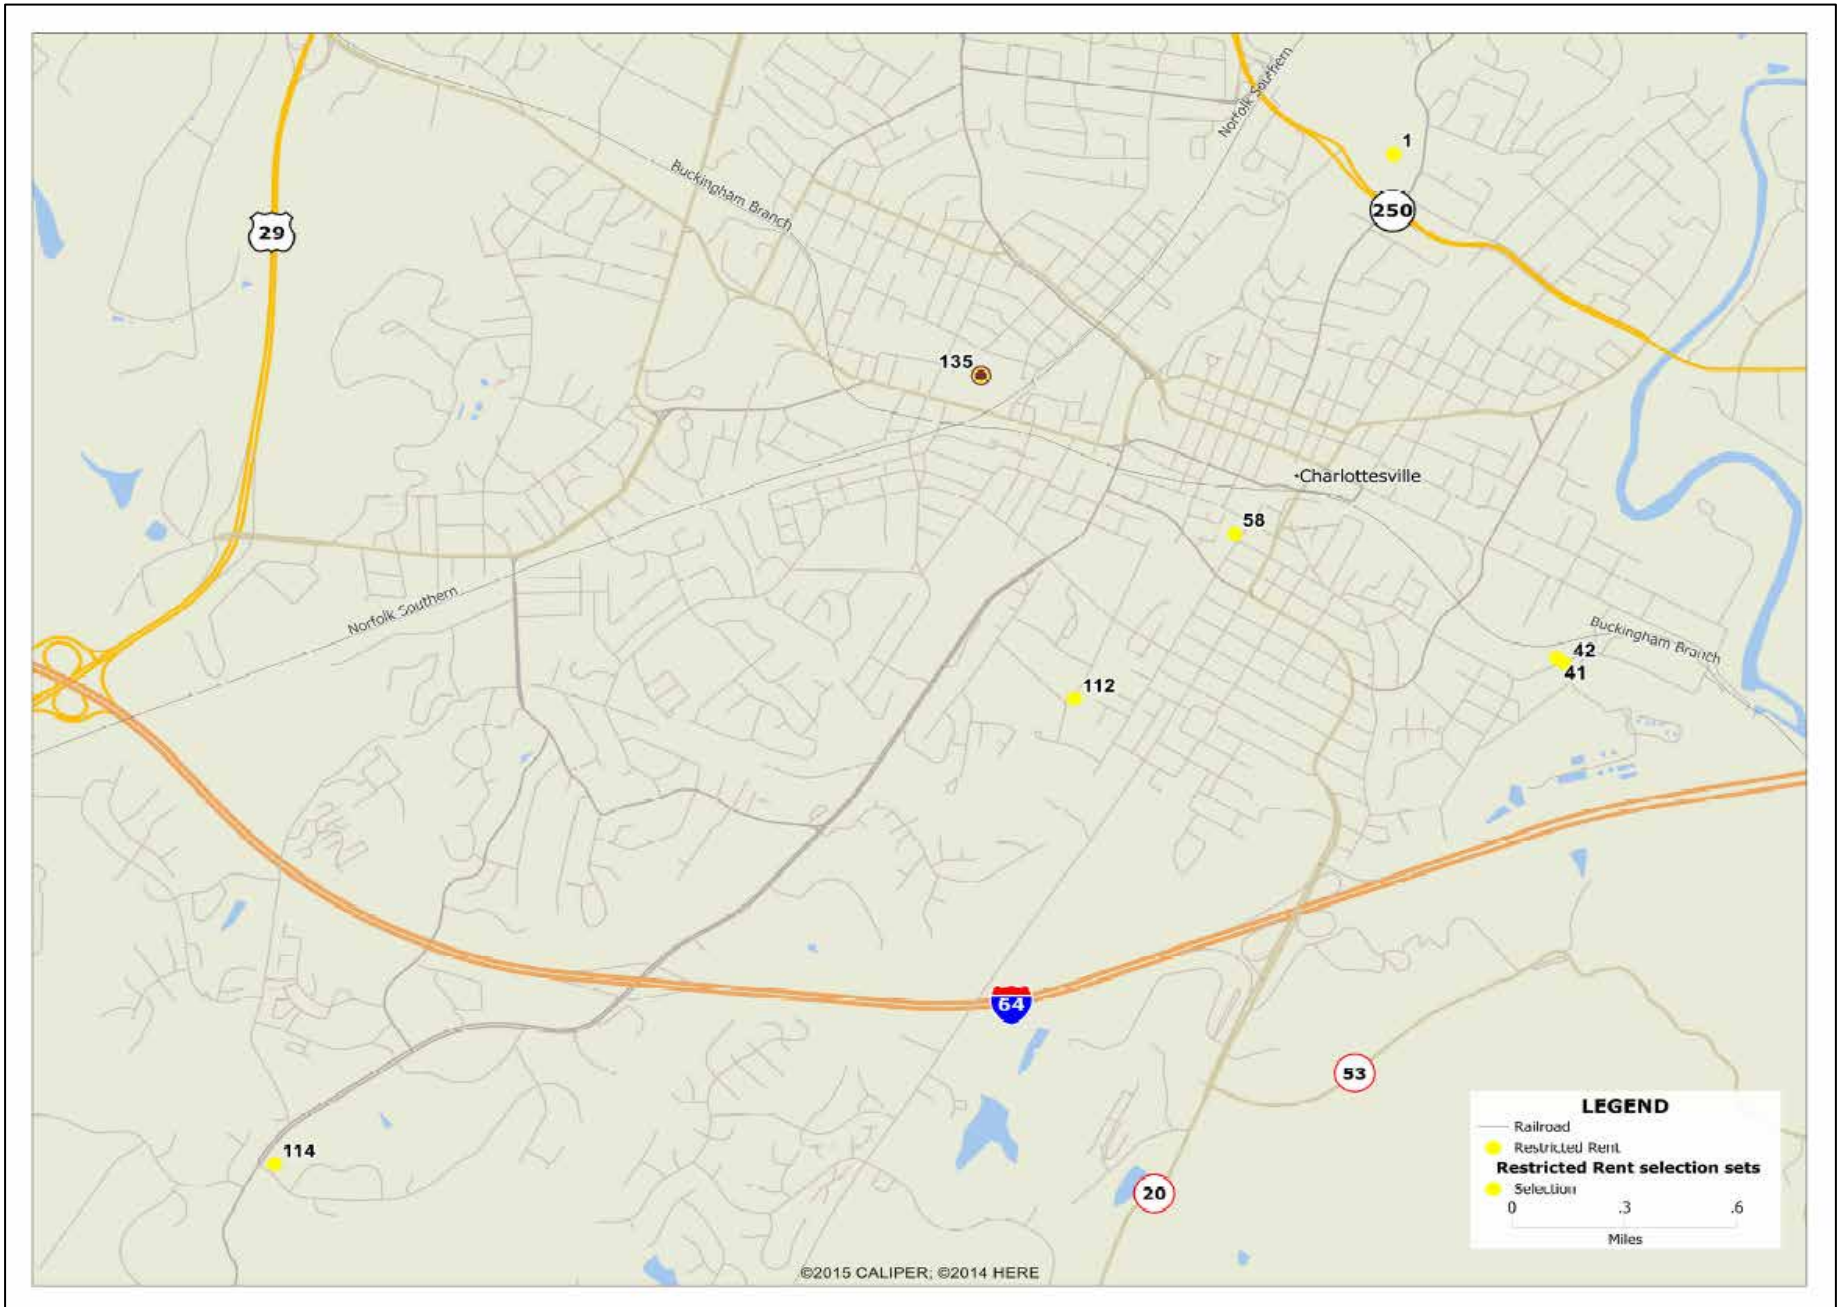 Norfolk Southern
1
Buckingham Branch
250
29
135
Charlottesville
58
Norfolk Southern
Buckingham Branch
42
41
112
64
53
LEGEND
Railroad
Restricted Rent
Restricted Rent selection sets
Selection
0 .3 .6
Miles
114
20
©2015 CALIPER; ©2014 HERE